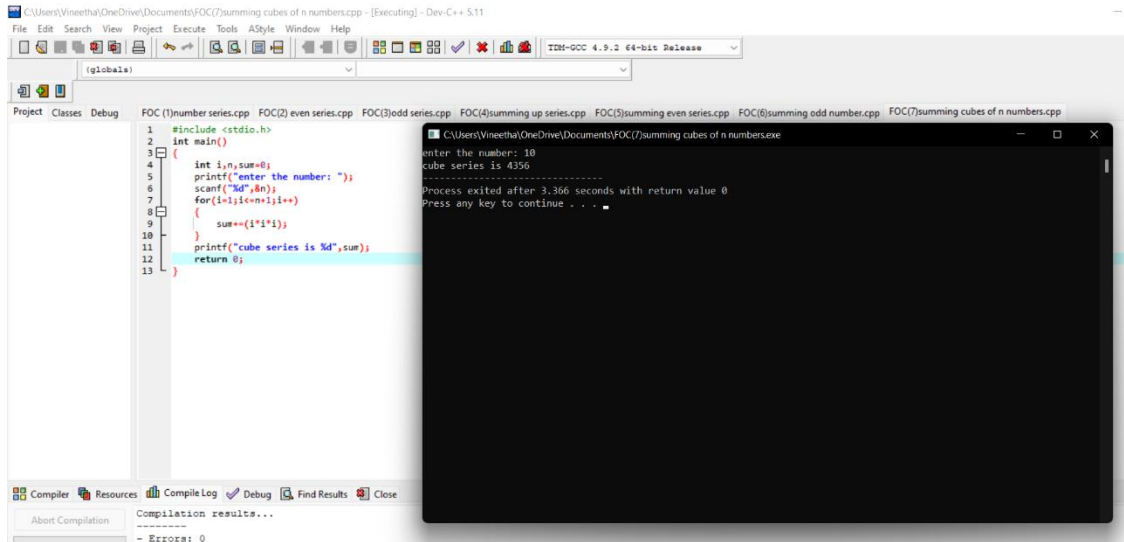 C:\Users\Vineetha\OneDrive\Documents\FOC(7)summing cubes of n numbers.cpp - [Executing] - Dev-C++ 5.11
File Edit Search View Project Execute Tools AStyle Window Help
TDM-GCC 4.9.2 64-bit Release
(globals)
Project Classes Debug
FOC (1)number series.cpp FOC(2) even series.cpp FOC(3)odd series.cpp FOC(4)summing up series.cpp FOC(5)summing even series.cpp FOC(6)summing odd number.cpp FOC(7)summing cubes of n numbers.cpp
1 #include <stdio.h>
2 int main()
3 {
4 int i,n,sum=0;
5 printf("enter the number: ");
6 scanf("%d",&n);
7 for(i=1;i<=n+1;i++)
8 {
9 sum+=(i*i*i);
10 }
11 printf("cube series is %d",sum);
12 return 0;
13 }
C:\Users\Vineetha\OneDrive\Documents\FOC(7)summing cubes of n numbers.exe
enter the number: 10
cube series is 4356
--------------------------------
Process exited after 3.366 seconds with return value 0
Press any key to continue . . .
Compiler Resources Compile Log Debug Find Results Close
Abort Compilation
Compilation results...
--------
- Errors: 0